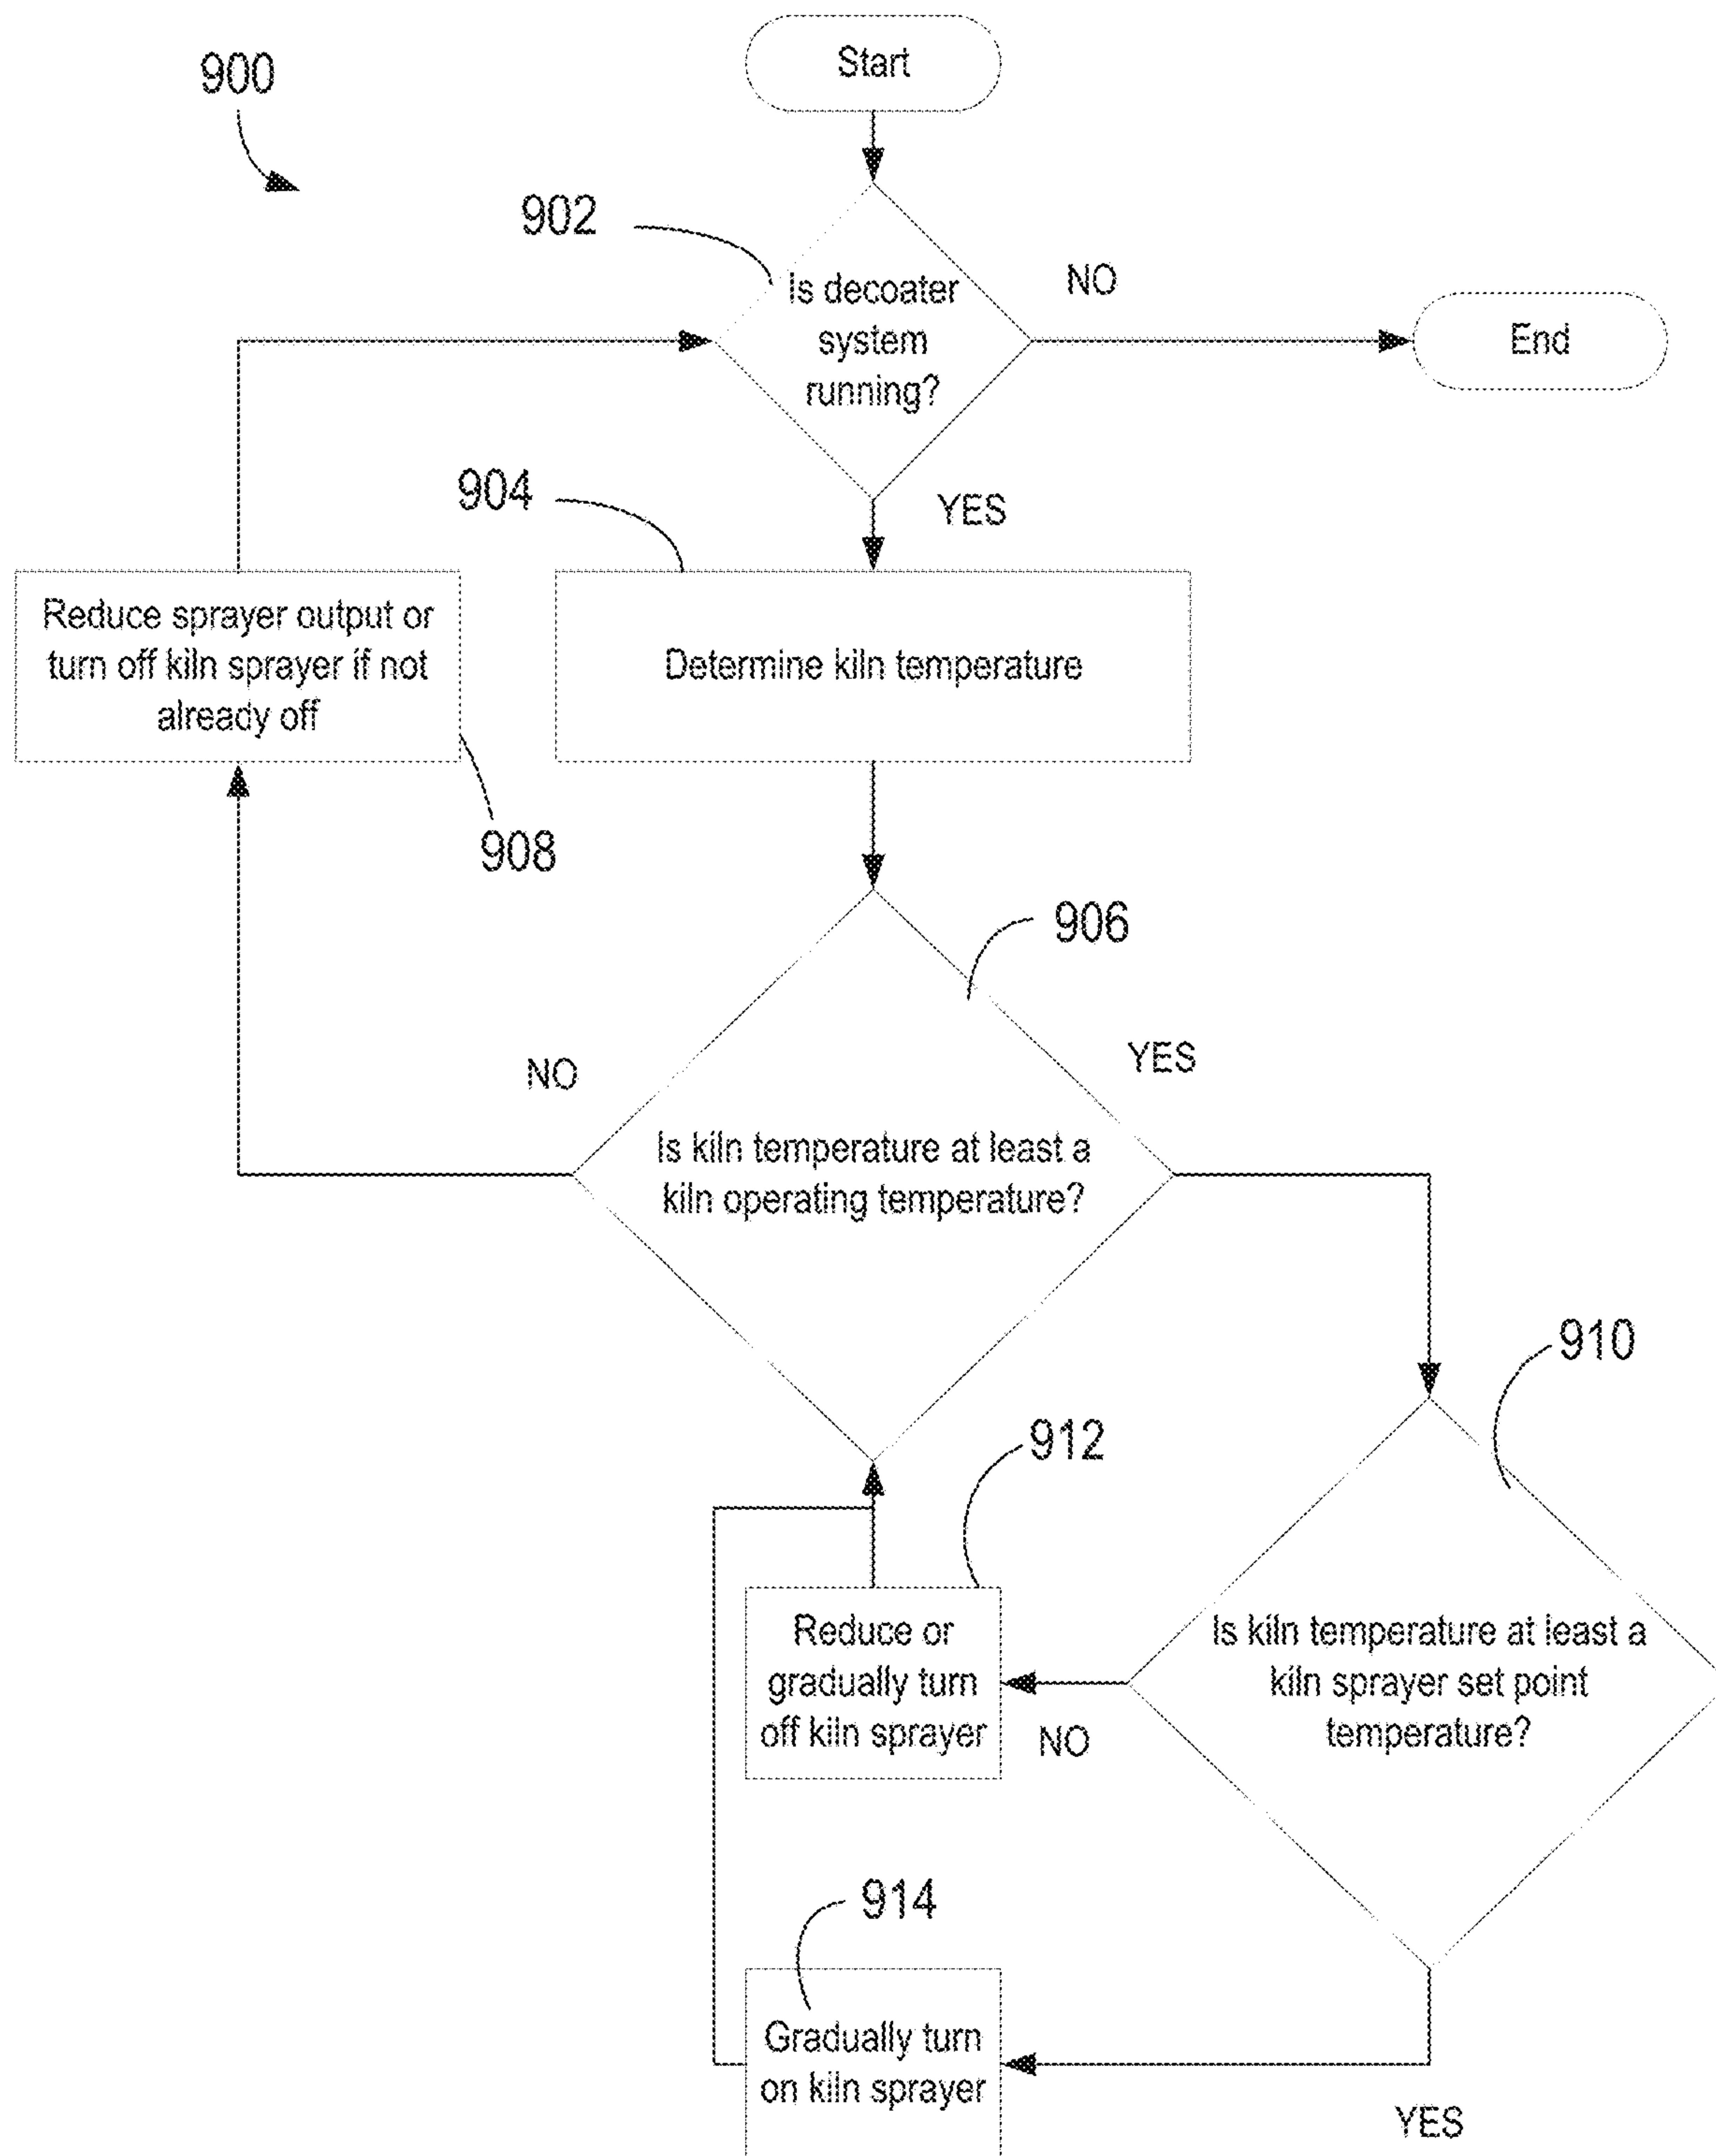 Start
900
902
Is decoater
system
running?
NO
End
904
YES
Reduce sprayer output or
turn off kiln sprayer if not
already off
Determine kiln temperature
908
906
NO
YES
Is kiln temperature at least a
kiln operating temperature?
910
912
Reduce or
gradually turn
off kiln sprayer
NO
Is kiln temperature at least a
kiln sprayer set point
temperature?
914
Gradually turn
on kiln sprayer
YES